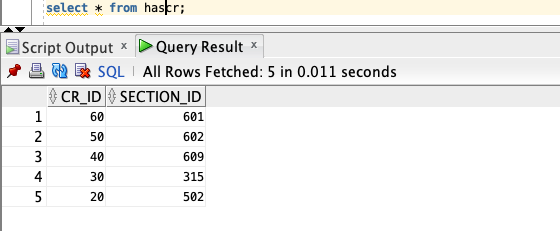 select * from hascr;
Script Output × Query Result ×
SQL All Rows Fetched: 5 in 0.011 seconds
CR_ID SECTION_ID
1 60 601
2 50 602
3 40 609
4 30 315
5 20 502